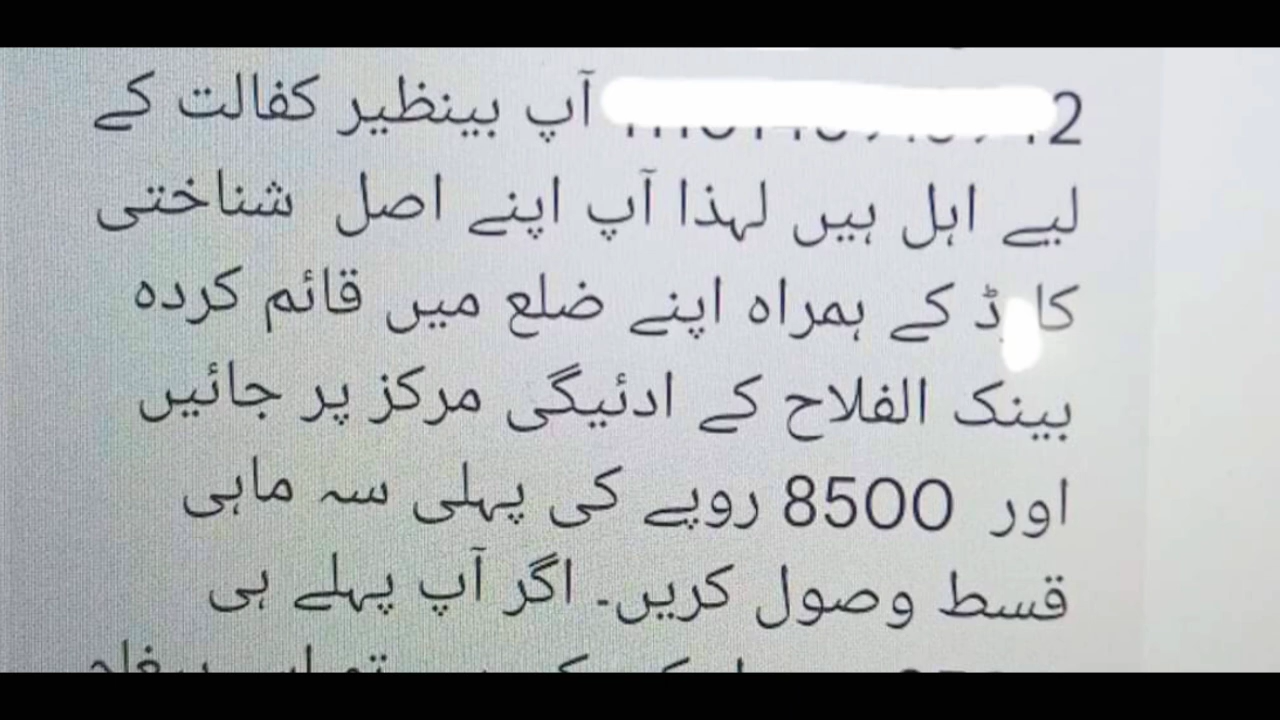 آپ بینظیر کفالت کے
لیے اہل ہیں لہذا آپ اپنے اصل شناختی
کارڈ کے ہمراہ اپنے ضلع میں قائم کردہ
بینک الفلاح کے ادئیگی مرکز پر جائیں
اور 8500 روپے کی پہلی سہ ماہی
قسط وصول کریں۔ اگر آپ پہلے ہی